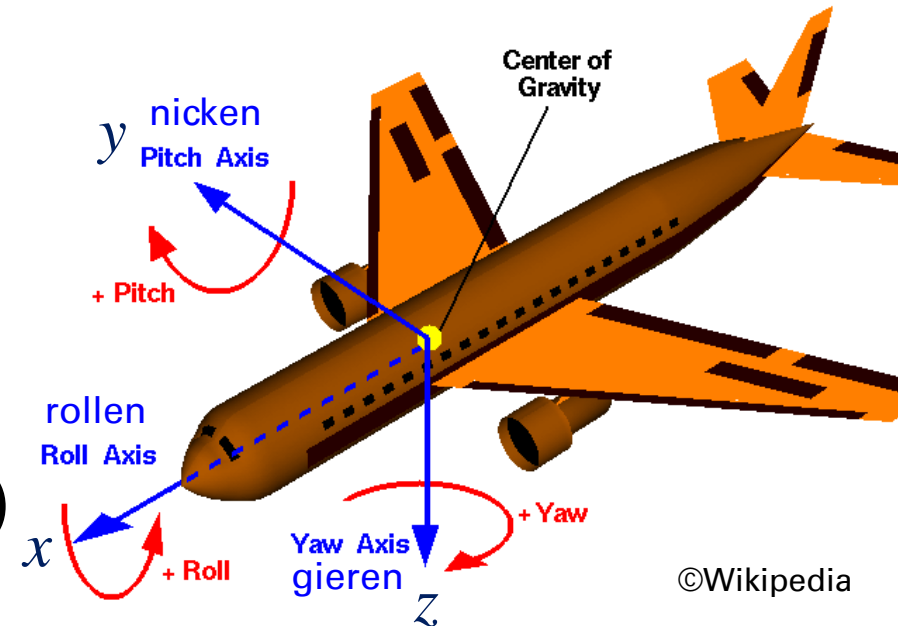 Center of
Gravity
nicken
y
Pitch Axis
+ Pitch
rollen
Roll Axis
x
+ Roll
+ Yaw
Yaw Axis
gieren
z
©Wikipedia
)